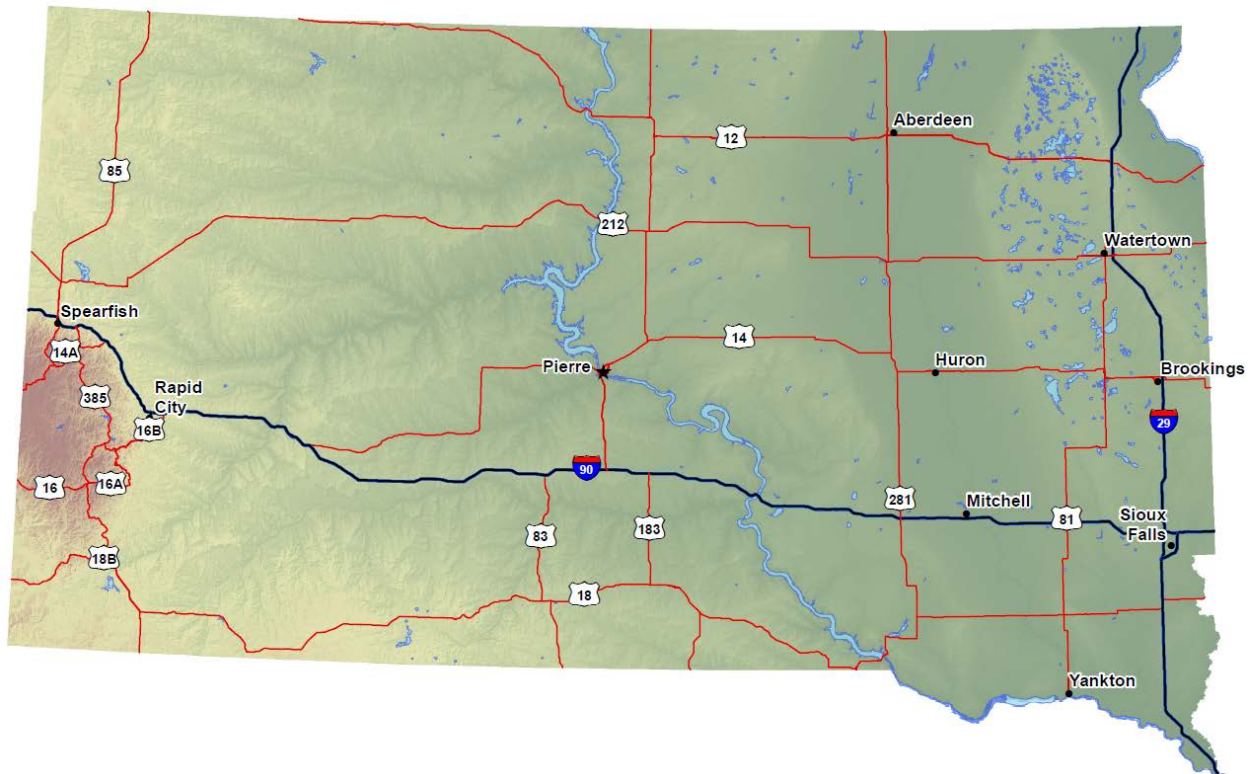 12
Aberdeen
85
212
Watertown
Spearfish
14A
14
Pierre
Huron
Brookings
385
Rapid
City
16B
29
90
16
16A
281
Mitchell
81
Sioux
Falls
83
183
18B
18
Yankton